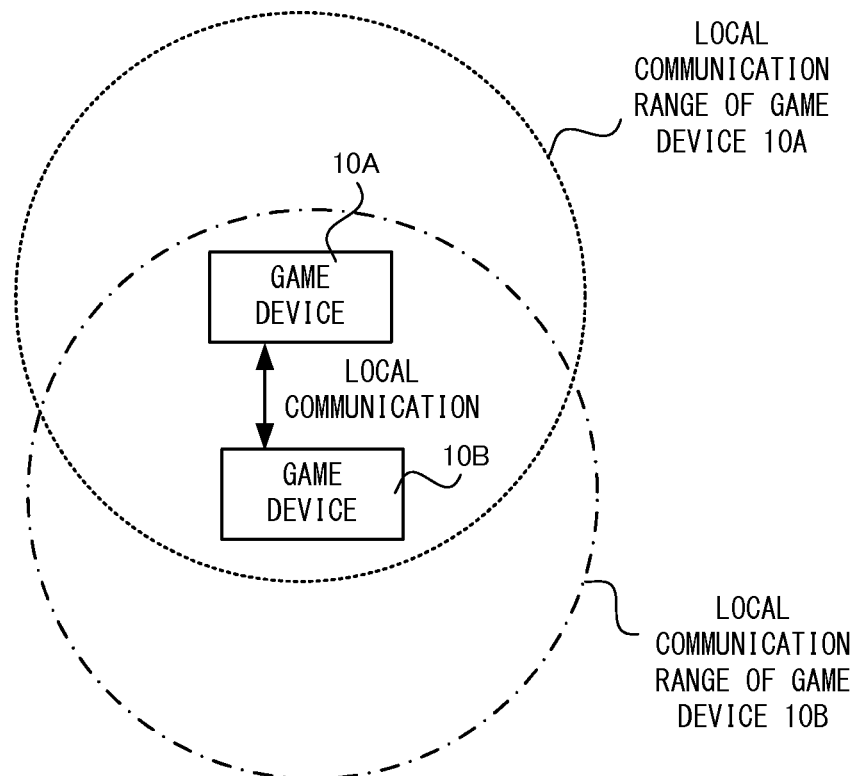 LOCAL
COMMUNICATION
RANGE OF GAME
DEVICE 10A
10A
GAME
DEVICE
LOCAL
COMMUNICATION
10B
GAME
DEVICE
LOCAL
COMMUNICATION
RANGE OF GAME
DEVICE 10B